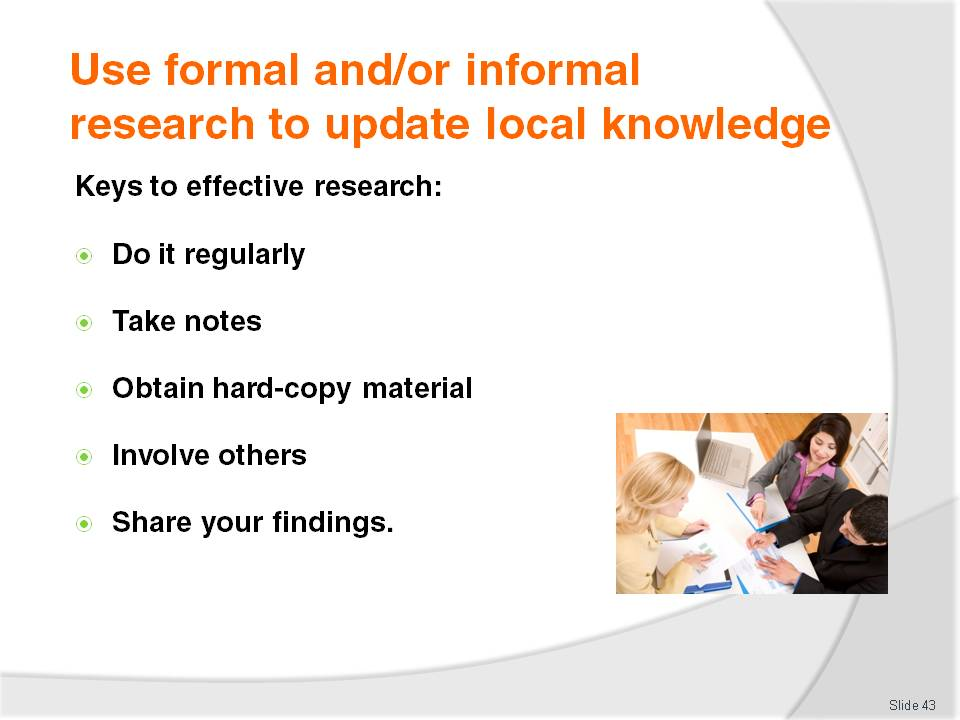 Use formal and/or informal
research to update local knowledge
Keys to effective research:
Do it regularly
Take notes
Obtain hard-copy material
Involve others
Share your findings.
Slide 43